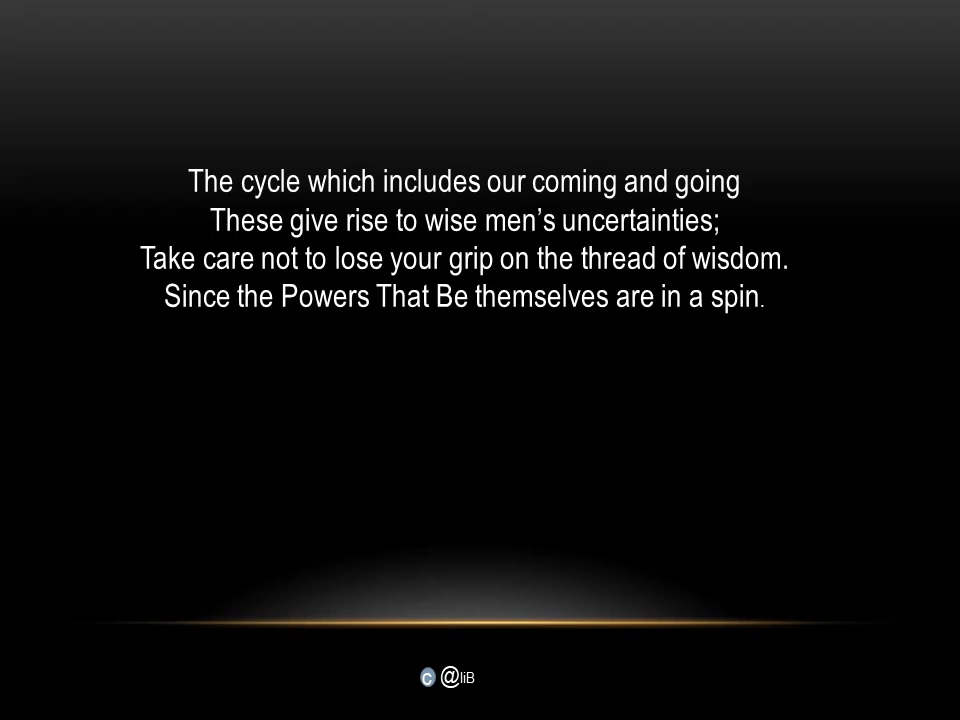 The cycle which includes our coming and going
These give rise to wise men’s uncertainties;
Take care not to lose your grip on the thread of wisdom.
Since the Powers That Be themselves are in a spin.
c @liB